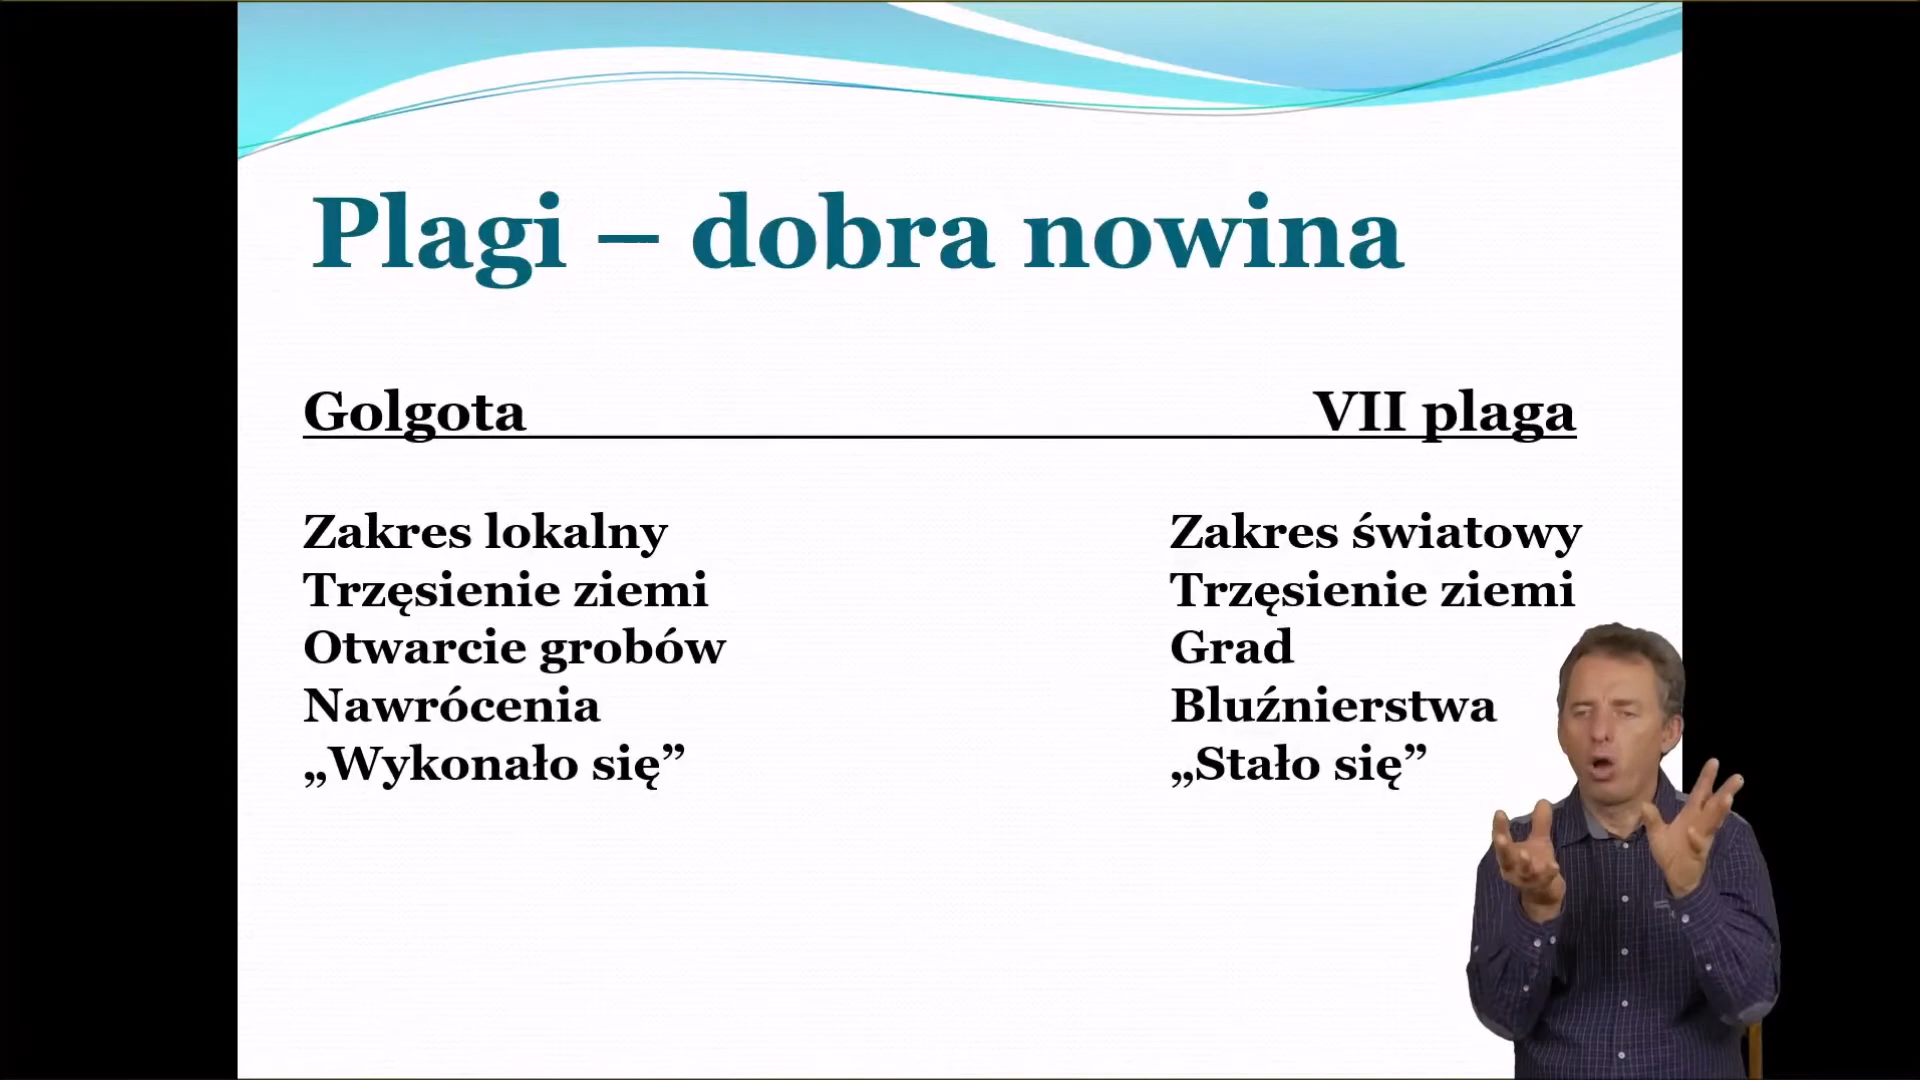 Plagi – dobra nowina
Golgota VII plaga
Zakres lokalny Zakres światowy
Trzęsienie ziemi Trzęsienie ziemi
Otwarcie grobów Grad
Nawrócenia Bluźnierstwa
„Wykonało się” „Stało się”